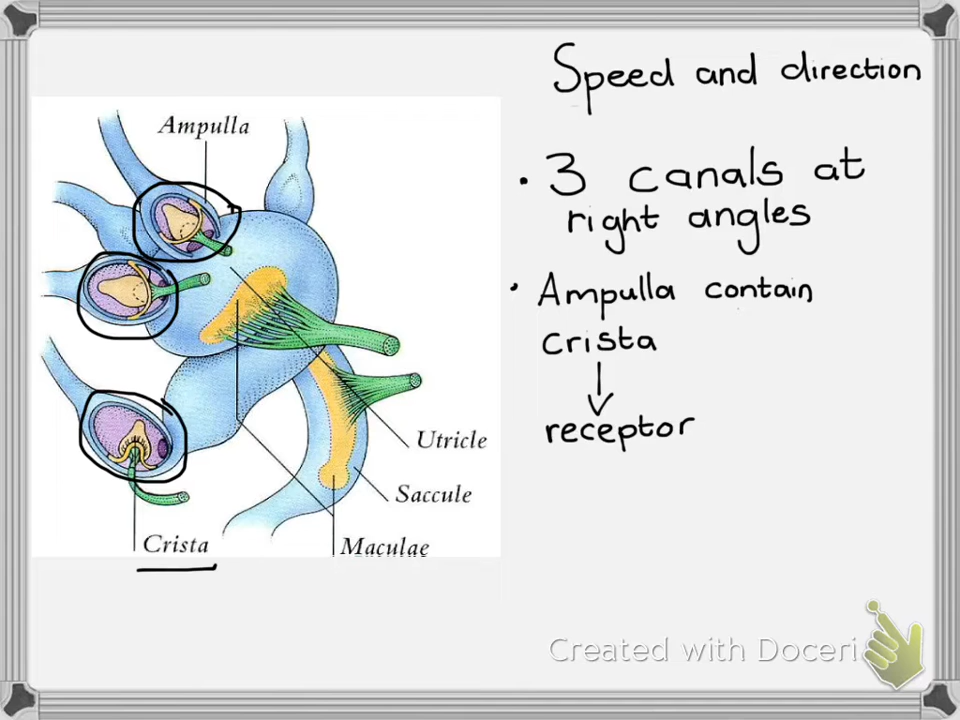 Speed and direction
Ampulla
• 3 canals at
right angles
• Ampulla contain
crista
↓
receptor
Utricle
Saccule
Crista
Maculae
Created with Doceri